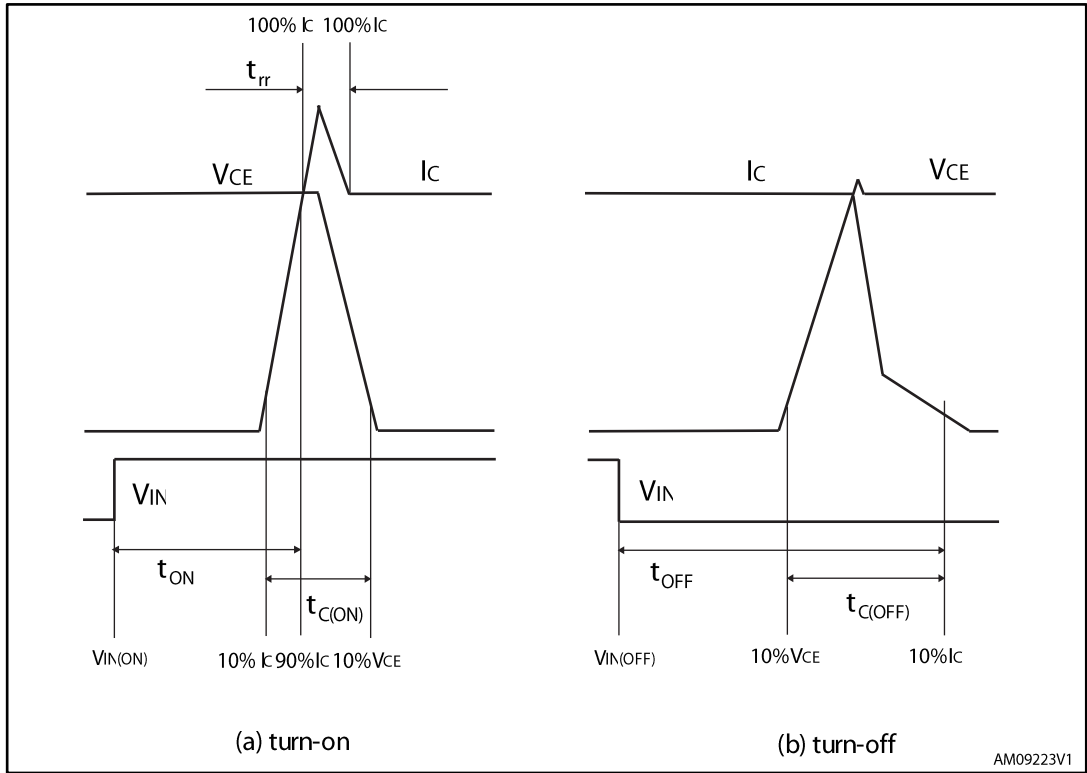 100% IC 100% IC
trr
VCE
IC
IC
VCE
VIN
VIN
tON
tC(ON)
tOFF
tC(OFF)
VIN(ON)
10% IC 90% IC 10% VCE
VIN(OFF)
10% VCE
10% IC
(a) turn-on
(b) turn-off
AM09223V1